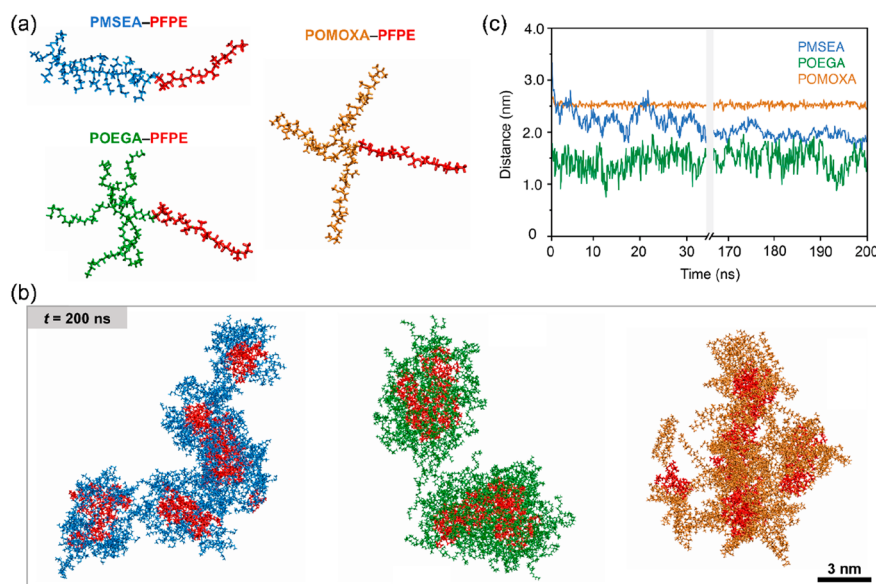 (a)
PMSEA–PFPE
POEGA–PFPE
POMOXA–PFPE
(c)
4.0
3.0
2.0
1.0
0
Distance (nm)
PMSEA
POEGA
POMOXA
0 10 20 30 170 180 190 200
Time (ns)
(b)
t = 200 ns
3 nm